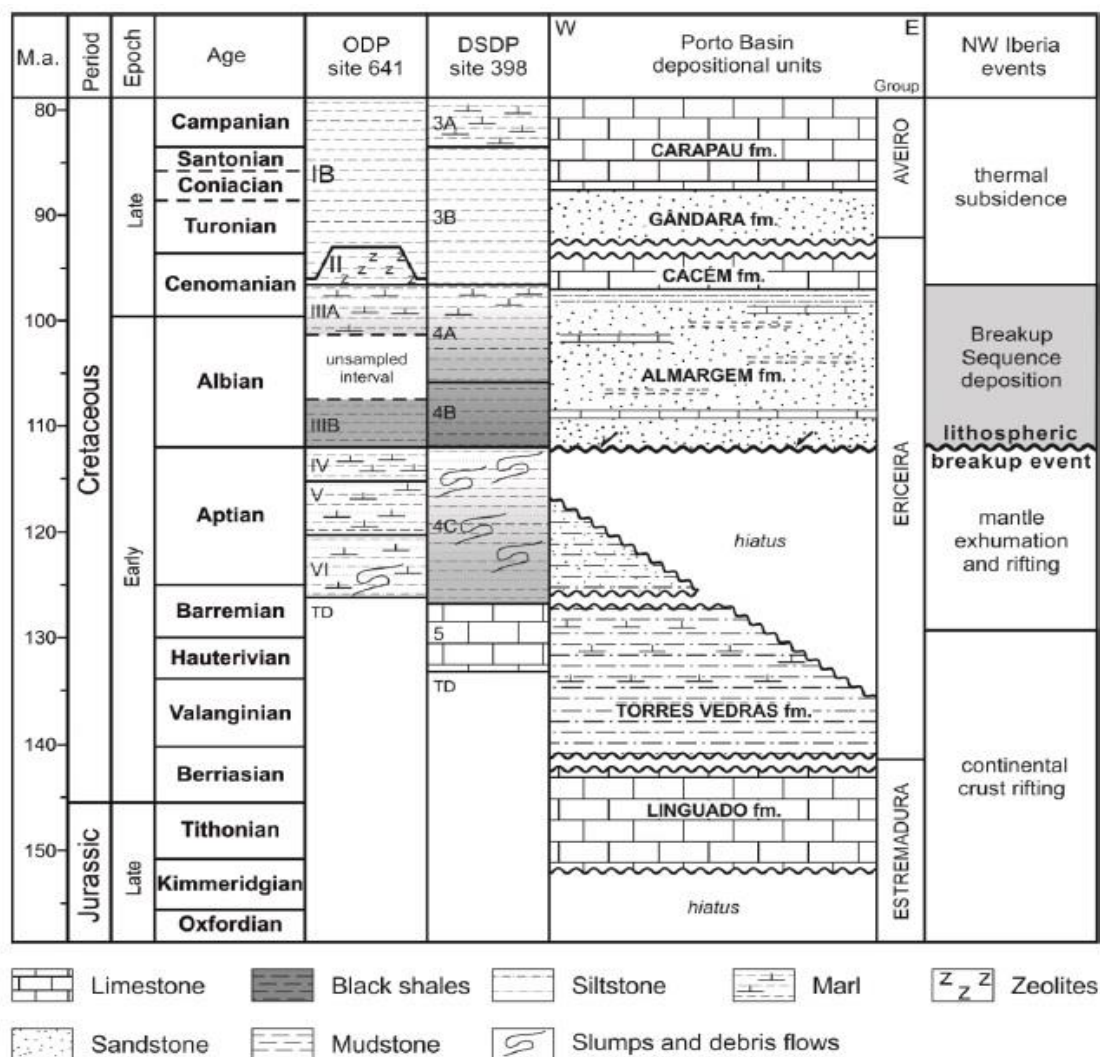 M.a.
Period
Epoch
Age
ODP
site 641
DSDP
site 398
W
E
Porto Basin
depositional units
Group
NW Iberia
events
80
90
100
110
120
130
140
150
Cretaceous
Jurassic
Late
Early
Late
Campanian
Santonian
Coniacian
Turonian
Cenomanian
Albian
Aptian
Barremian
Hauterivian
Valanginian
Berriasian
Tithonian
Kimmeridgian
Oxfordian
IB
II
z z
z z
z
IIIA
unsampled
interval
IIIB
IV
V
VI
TD
3A
3B
4A
4B
4C
5
TD
CARAPAU fm.
GÂNDARA fm.
CACÉM fm.
ALMARGEM fm.
hiatus
TORRES VEDRAS fm.
LINGUADO fm.
hiatus
AVEIRO
ERICEIRA
ESTREMADURA
thermal
subsidence
Breakup
Sequence
deposition
lithospheric
breakup event
mantle
exhumation
and rifting
continental
crust rifting
Limestone
Black shales
Siltstone
Marl
z z z
Zeolites
Sandstone
Mudstone
Slumps and debris flows